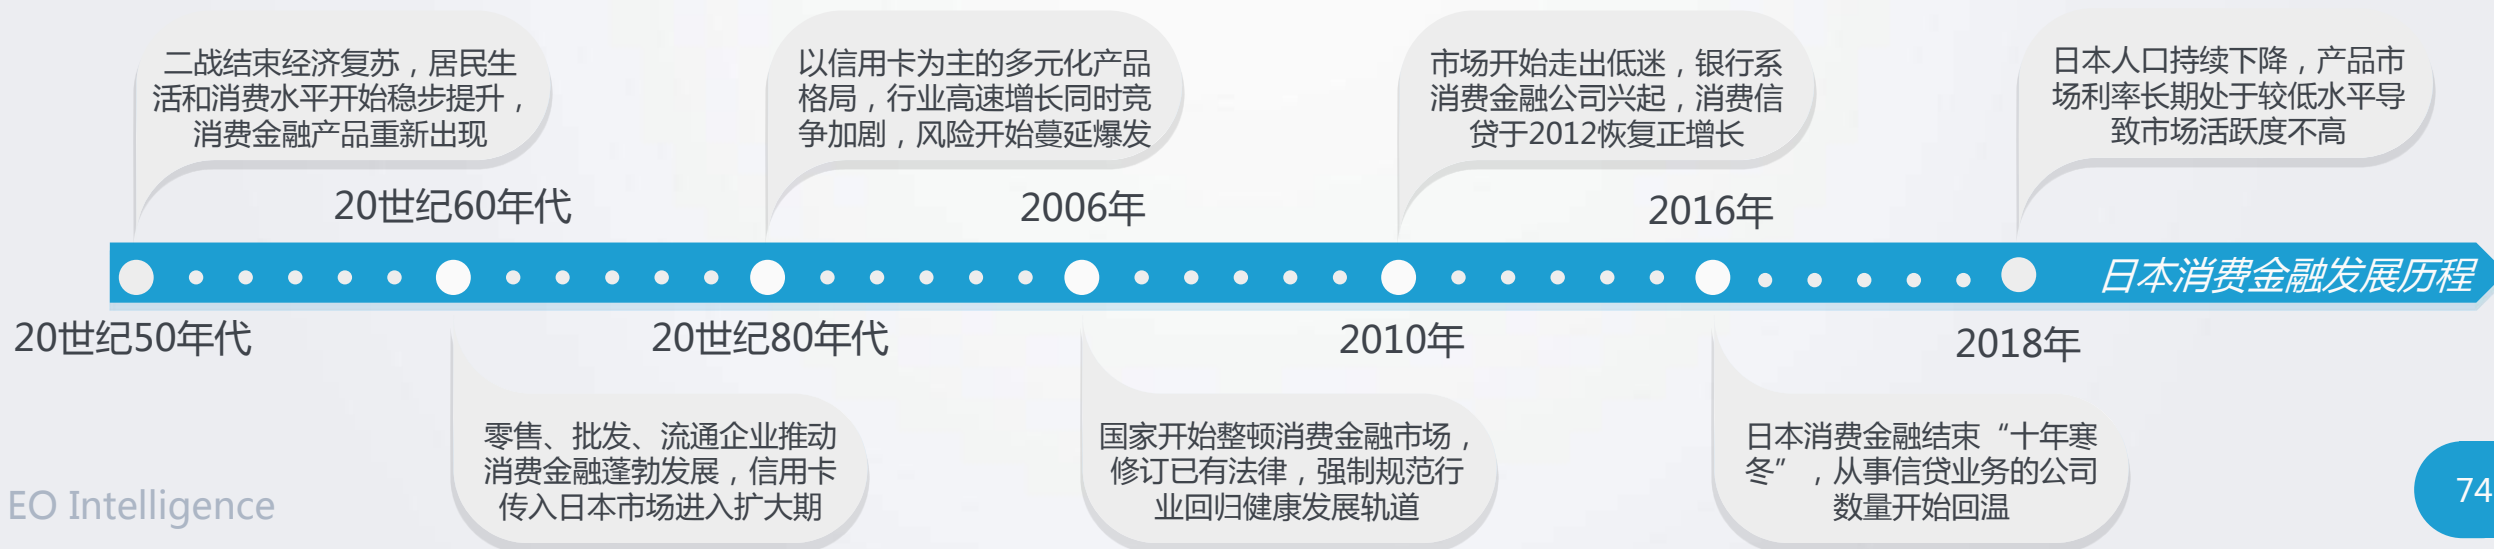 二战结束经济复苏，居民生
活和消费水平开始稳步提升，
消费金融产品重新出现
以信用卡为主的多元化产品
格局，行业高速增长同时竞
争加剧，风险开始蔓延爆发
市场开始走出低迷，银行系
消费金融公司兴起，消费信
贷于2012恢复正增长
日本人口持续下降，产品市
场利率长期处于较低水平导
致市场活跃度不高
20世纪60年代
2006年
2016年
日本消费金融发展历程
20世纪50年代
20世纪80年代
2010年
2018年
零售、批发、流通企业推动
消费金融蓬勃发展，信用卡
传入日本市场进入扩大期
国家开始整顿消费金融市场，
修订已有法律，强制规范行
业回归健康发展轨道
日本消费金融结束“十年寒
冬”，从事信贷业务的公司
数量开始回温
EO Intelligence
74